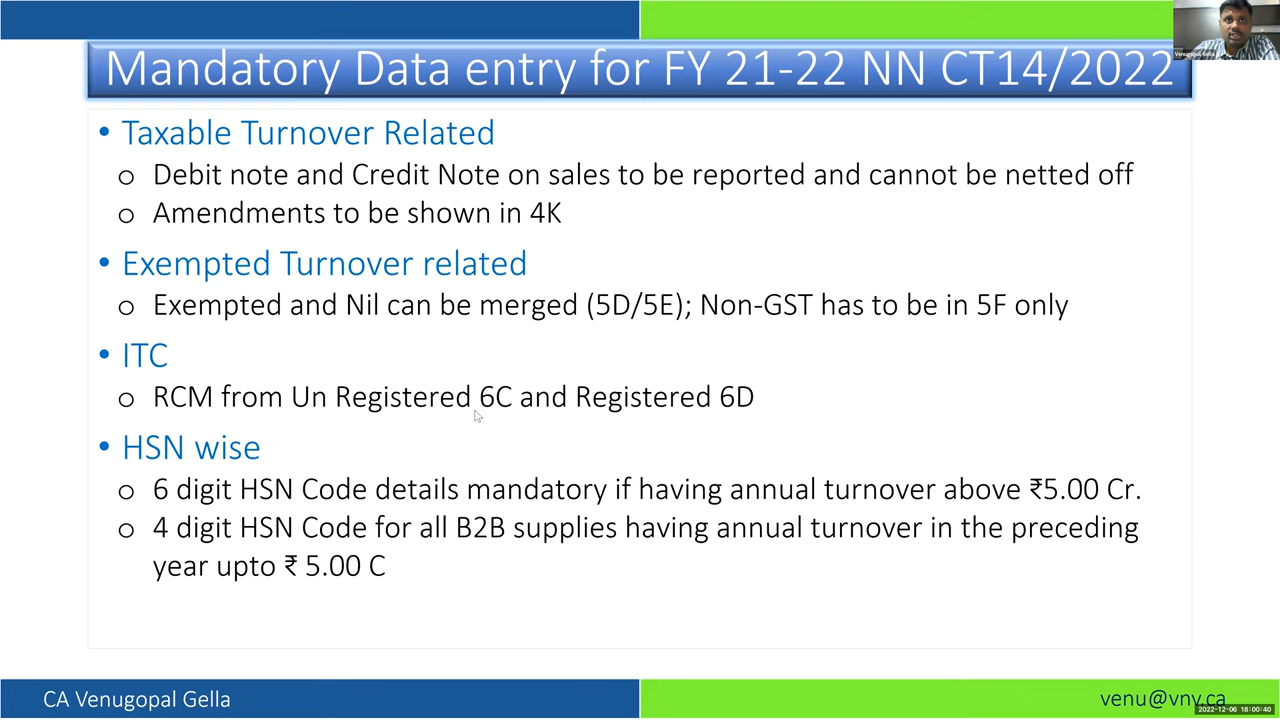 Venugopal Gella
Mandatory Data entry for FY 21-22 NN CT14/2022
• Taxable Turnover Related
o Debit note and Credit Note on sales to be reported and cannot be netted off
o Amendments to be shown in 4K
• Exempted Turnover related
o Exempted and Nil can be merged (5D/5E); Non-GST has to be in 5F only
• ITC
o RCM from Un Registered 6C and Registered 6D
• HSN wise
o 6 digit HSN Code details mandatory if having annual turnover above ₹5.00 Cr.
o 4 digit HSN Code for all B2B supplies having annual turnover in the preceding
year upto ₹ 5.00 C
CA Venugopal Gella
venu@vnv.ca
2022-12-06 18:00:40